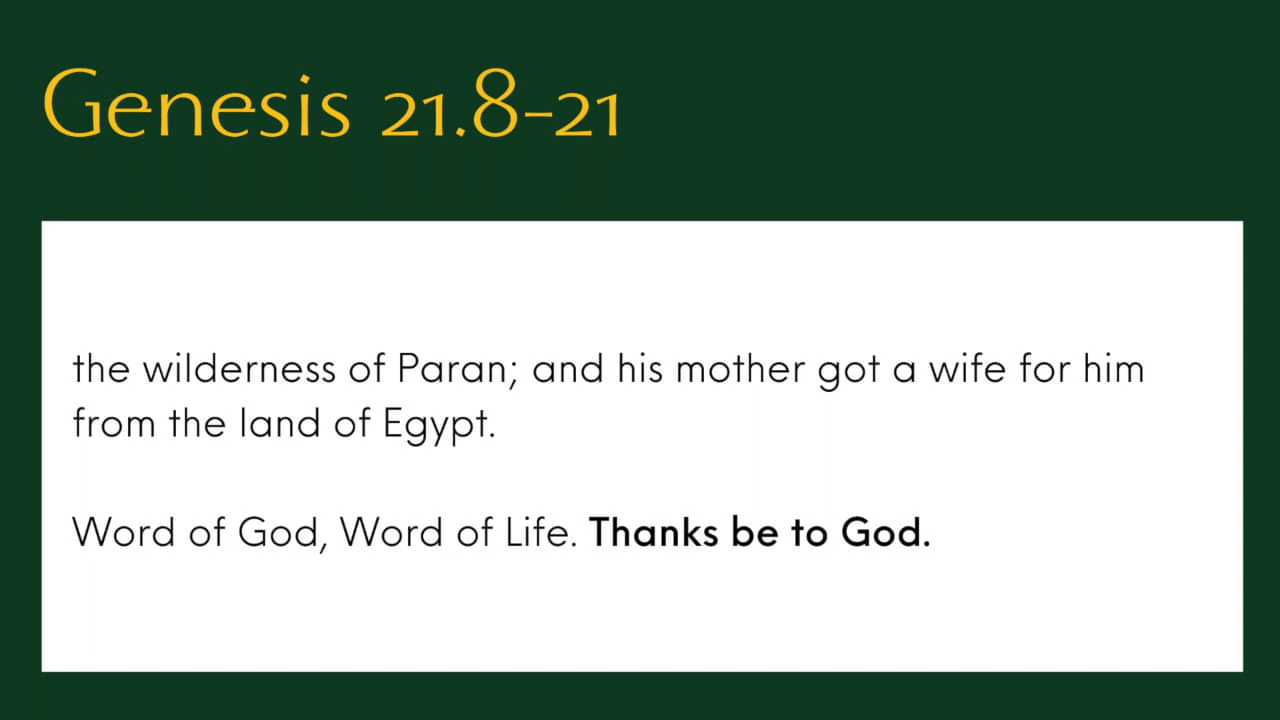 Genesis 21.8-21
the wilderness of Paran; and his mother got a wife for him
from the land of Egypt.
Word of God, Word of Life. Thanks be to God.